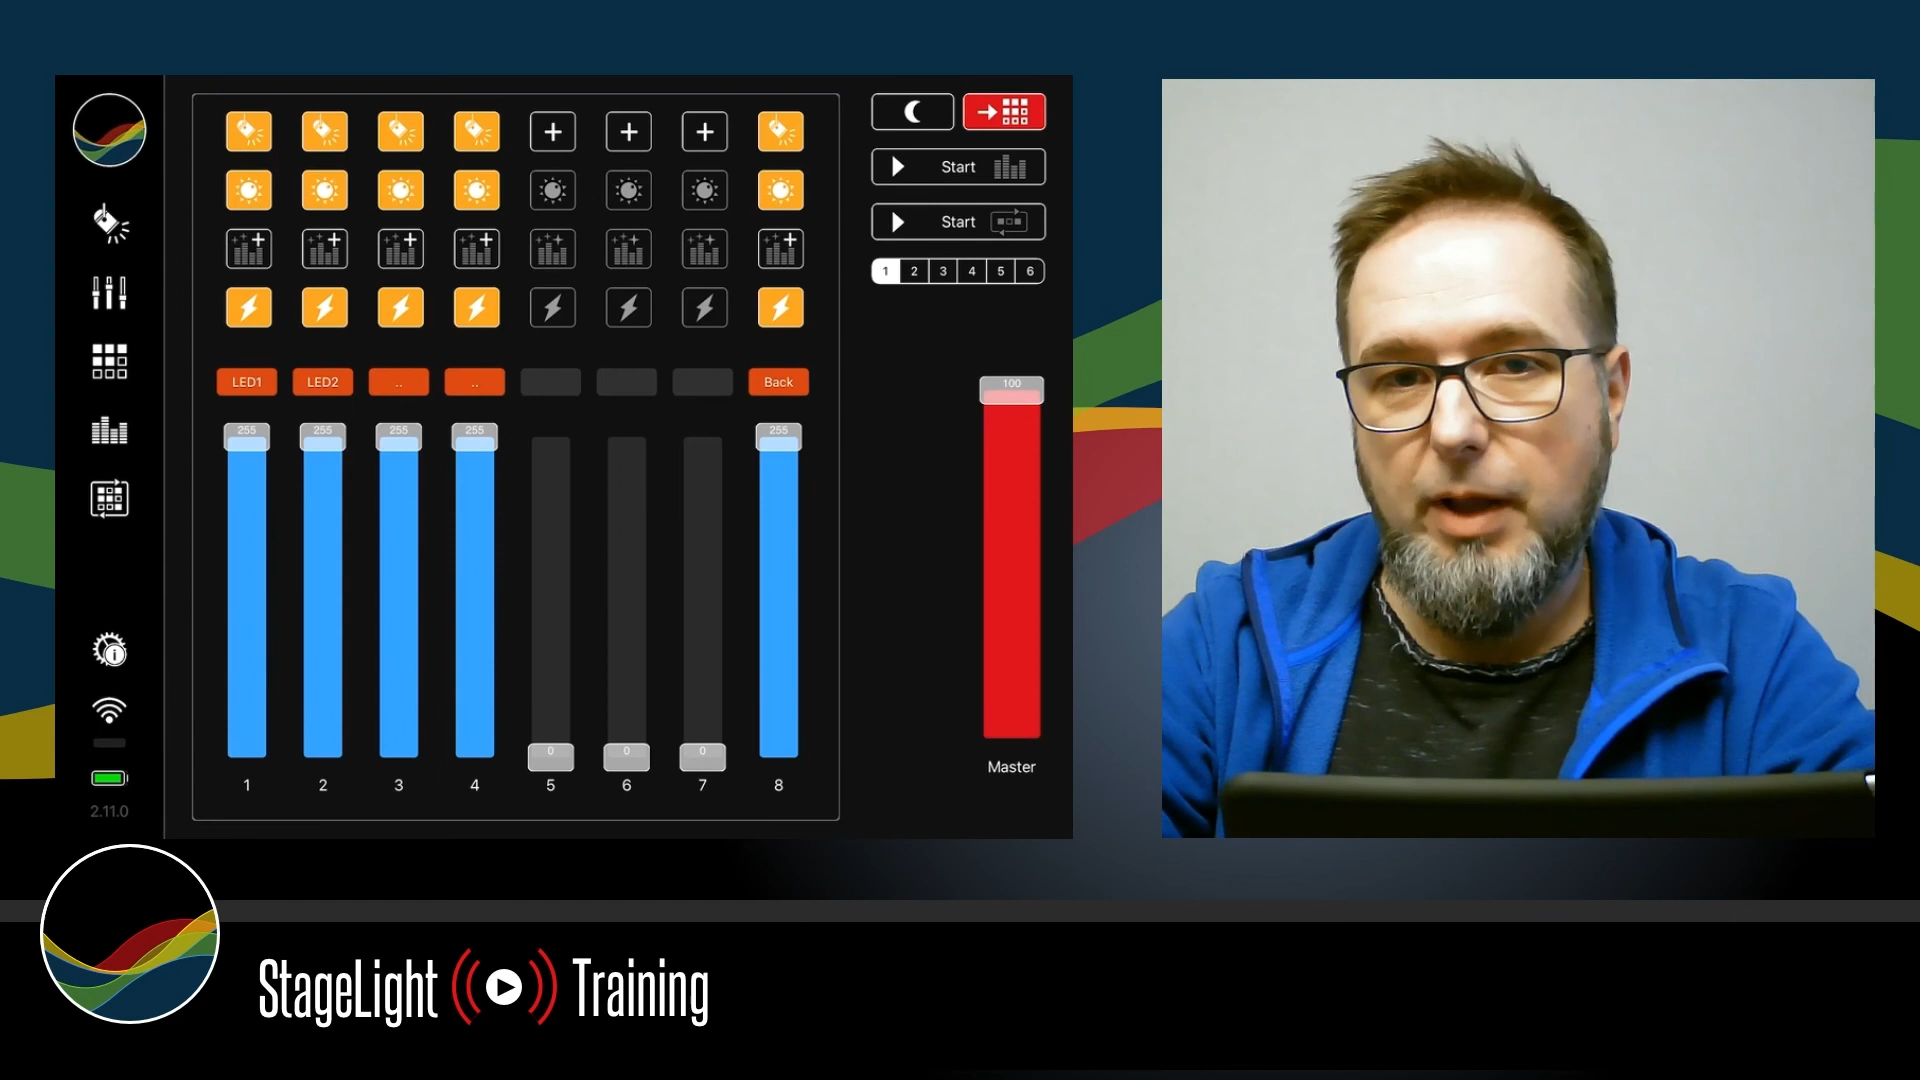 Start
Start
1 2 3 4 5 6
LED1 LED2 .. .. Back
100
255 255 255 255 0 0 0 255
1 2 3 4 5 6 7 8
Master
2.11.0
StageLight Training